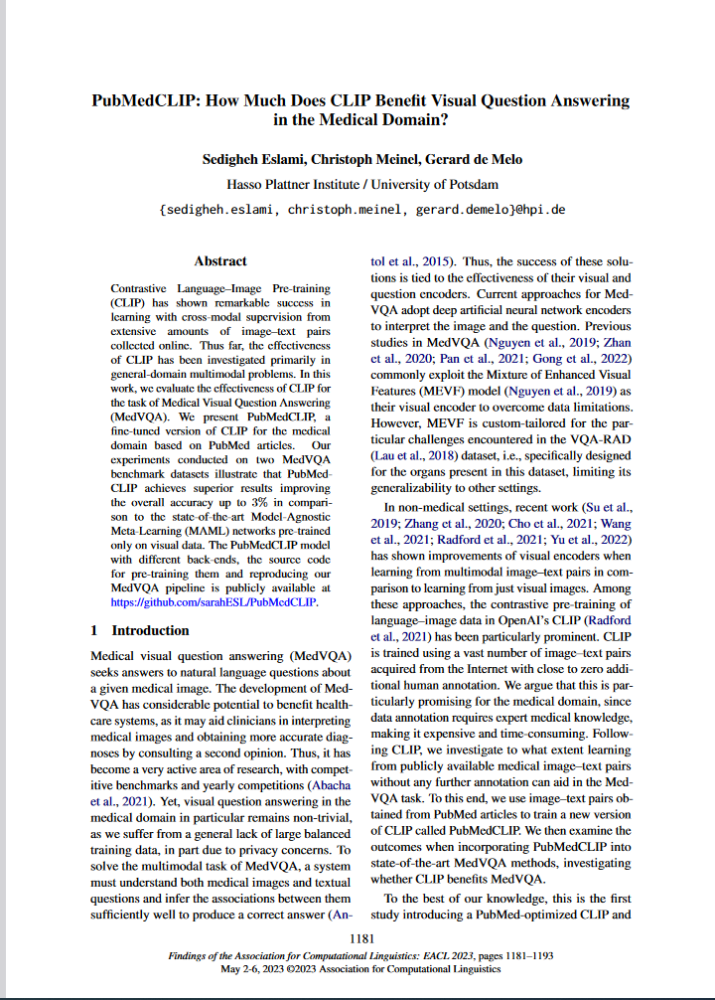 PubMedCLIP: How Much Does CLIP Benefit Visual Question Answering
in the Medical Domain?
Sedigheh Eslami, Christoph Meinel, Gerard de Melo
Hasso Plattner Institute / University of Potsdam
{sedigheh.eslami, christoph.meinel, gerard.demelo}@hpi.de
Abstract
Contrastive Language–Image Pre-training
(CLIP) has shown remarkable success in
learning with cross-modal supervision from
extensive amounts of image–text pairs
collected online. Thus far, the effectiveness
of CLIP has been investigated primarily in
general-domain multimodal problems. In this
work, we evaluate the effectiveness of CLIP for
the task of Medical Visual Question Answering
(MedVQA). We present PubMedCLIP, a
fine-tuned version of CLIP for the medical
domain based on PubMed articles. Our
experiments conducted on two MedVQA
benchmark datasets illustrate that PubMed-
CLIP achieves superior results improving
the overall accuracy up to 3% in compari-
son to the state-of-the-art Model-Agnostic
Meta-Learning (MAML) networks pre-trained
only on visual data. The PubMedCLIP model
with different back-ends, the source code
for pre-training them and reproducing our
MedVQA pipeline is publicly available at
https://github.com/sarahESL/PubMedCLIP.
1 Introduction
Medical visual question answering (MedVQA)
seeks answers to natural language questions about
a given medical image. The development of Med-
VQA has considerable potential to benefit health-
care systems, as it may aid clinicians in interpreting
medical images and obtaining more accurate diag-
noses by consulting a second opinion. Thus, it has
become a very active area of research, with compet-
itive benchmarks and yearly competitions (Abacha
et al., 2021). Yet, visual question answering in the
medical domain in particular remains non-trivial,
as we suffer from a general lack of large balanced
training data, in part due to privacy concerns. To
solve the multimodal task of MedVQA, a system
must understand both medical images and textual
questions and infer the associations between them
sufficiently well to produce a correct answer (An-
tol et al., 2015). Thus, the success of these solu-
tions is tied to the effectiveness of their visual and
question encoders. Current approaches for Med-
VQA adopt deep artificial neural network encoders
to interpret the image and the question. Previous
studies in MedVQA (Nguyen et al., 2019; Zhan
et al., 2020; Pan et al., 2021; Gong et al., 2022)
commonly exploit the Mixture of Enhanced Visual
Features (MEVF) model (Nguyen et al., 2019) as
their visual encoder to overcome data limitations.
However, MEVF is custom-tailored for the par-
ticular challenges encountered in the VQA-RAD
(Lau et al., 2018) dataset, i.e., specifically designed
for the organs present in this dataset, limiting its
generalizability to other settings.
In non-medical settings, recent work (Su et al.,
2019; Zhang et al., 2020; Cho et al., 2021; Wang
et al., 2021; Radford et al., 2021; Yu et al., 2022)
has shown improvements of visual encoders when
learning from multimodal image–text pairs in com-
parison to learning from just visual images. Among
these approaches, the contrastive pre-training of
language–image data in OpenAI's CLIP (Radford
et al., 2021) has been particularly prominent. CLIP
is trained using a vast number of image–text pairs
acquired from the Internet with close to zero addi-
tional human annotation. We argue that this is par-
ticularly promising for the medical domain, since
data annotation requires expert medical knowledge,
making it expensive and time-consuming. Follow-
ing CLIP, we investigate to what extent learning
from publicly available medical image–text pairs
without any further annotation can aid in the Med-
VQA task. To this end, we use image–text pairs ob-
tained from PubMed articles to train a new version
of CLIP called PubMedCLIP. We then examine the
outcomes when incorporating PubMedCLIP into
state-of-the-art MedVQA methods, investigating
whether CLIP benefits MedVQA.
To the best of our knowledge, this is the first
study introducing a PubMed-optimized CLIP and
1181
Findings of the Association for Computational Linguistics: EACL 2023, pages 1181–1193
May 2-6, 2023 ©2023 Association for Computational Linguistics